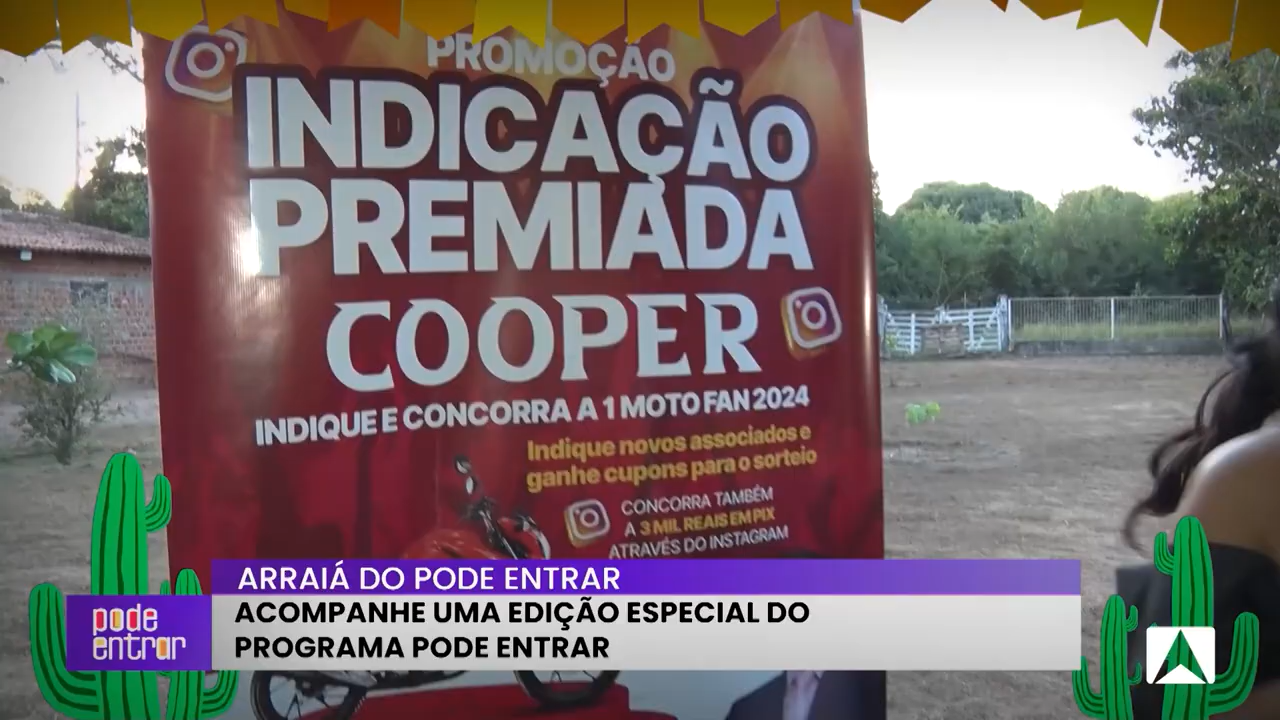 PROMOÇÃO
INDICAÇÃO
PREMIADA
COOPER
INDIQUE E CONCORRA A 1 MOTO FAN 2024
Indique novos associados e
ganhe cupons para o sorteio
CONCORRA TAMBÉM
A 3 MIL REAIS EM PIX
ATRAVÉS DO INSTAGRAM
ARRAIÁ DO PODE ENTRAR
pode
entrar
ACOMPANHE UMA EDIÇÃO ESPECIAL DO
PROGRAMA PODE ENTRAR